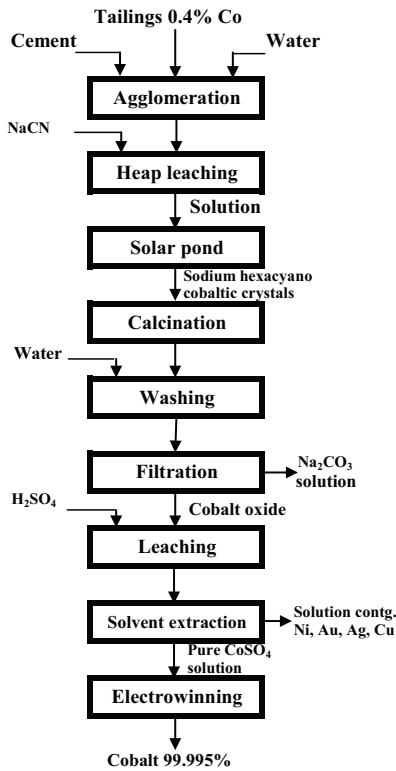 Tailings 0.4% Co
Cement
Water
Agglomeration
NaCN
Heap leaching
Solution
Solar pond
Sodium hexacyano
cobaltic crystals
Calcination
Water
Washing
Filtration
Na₂CO₃
solution
H₂SO₄
Cobalt oxide
Leaching
Solvent extraction
Solution contg.
Ni, Au, Ag, Cu
Pure CoSO₄
solution
Electrowinning
Cobalt 99.995%